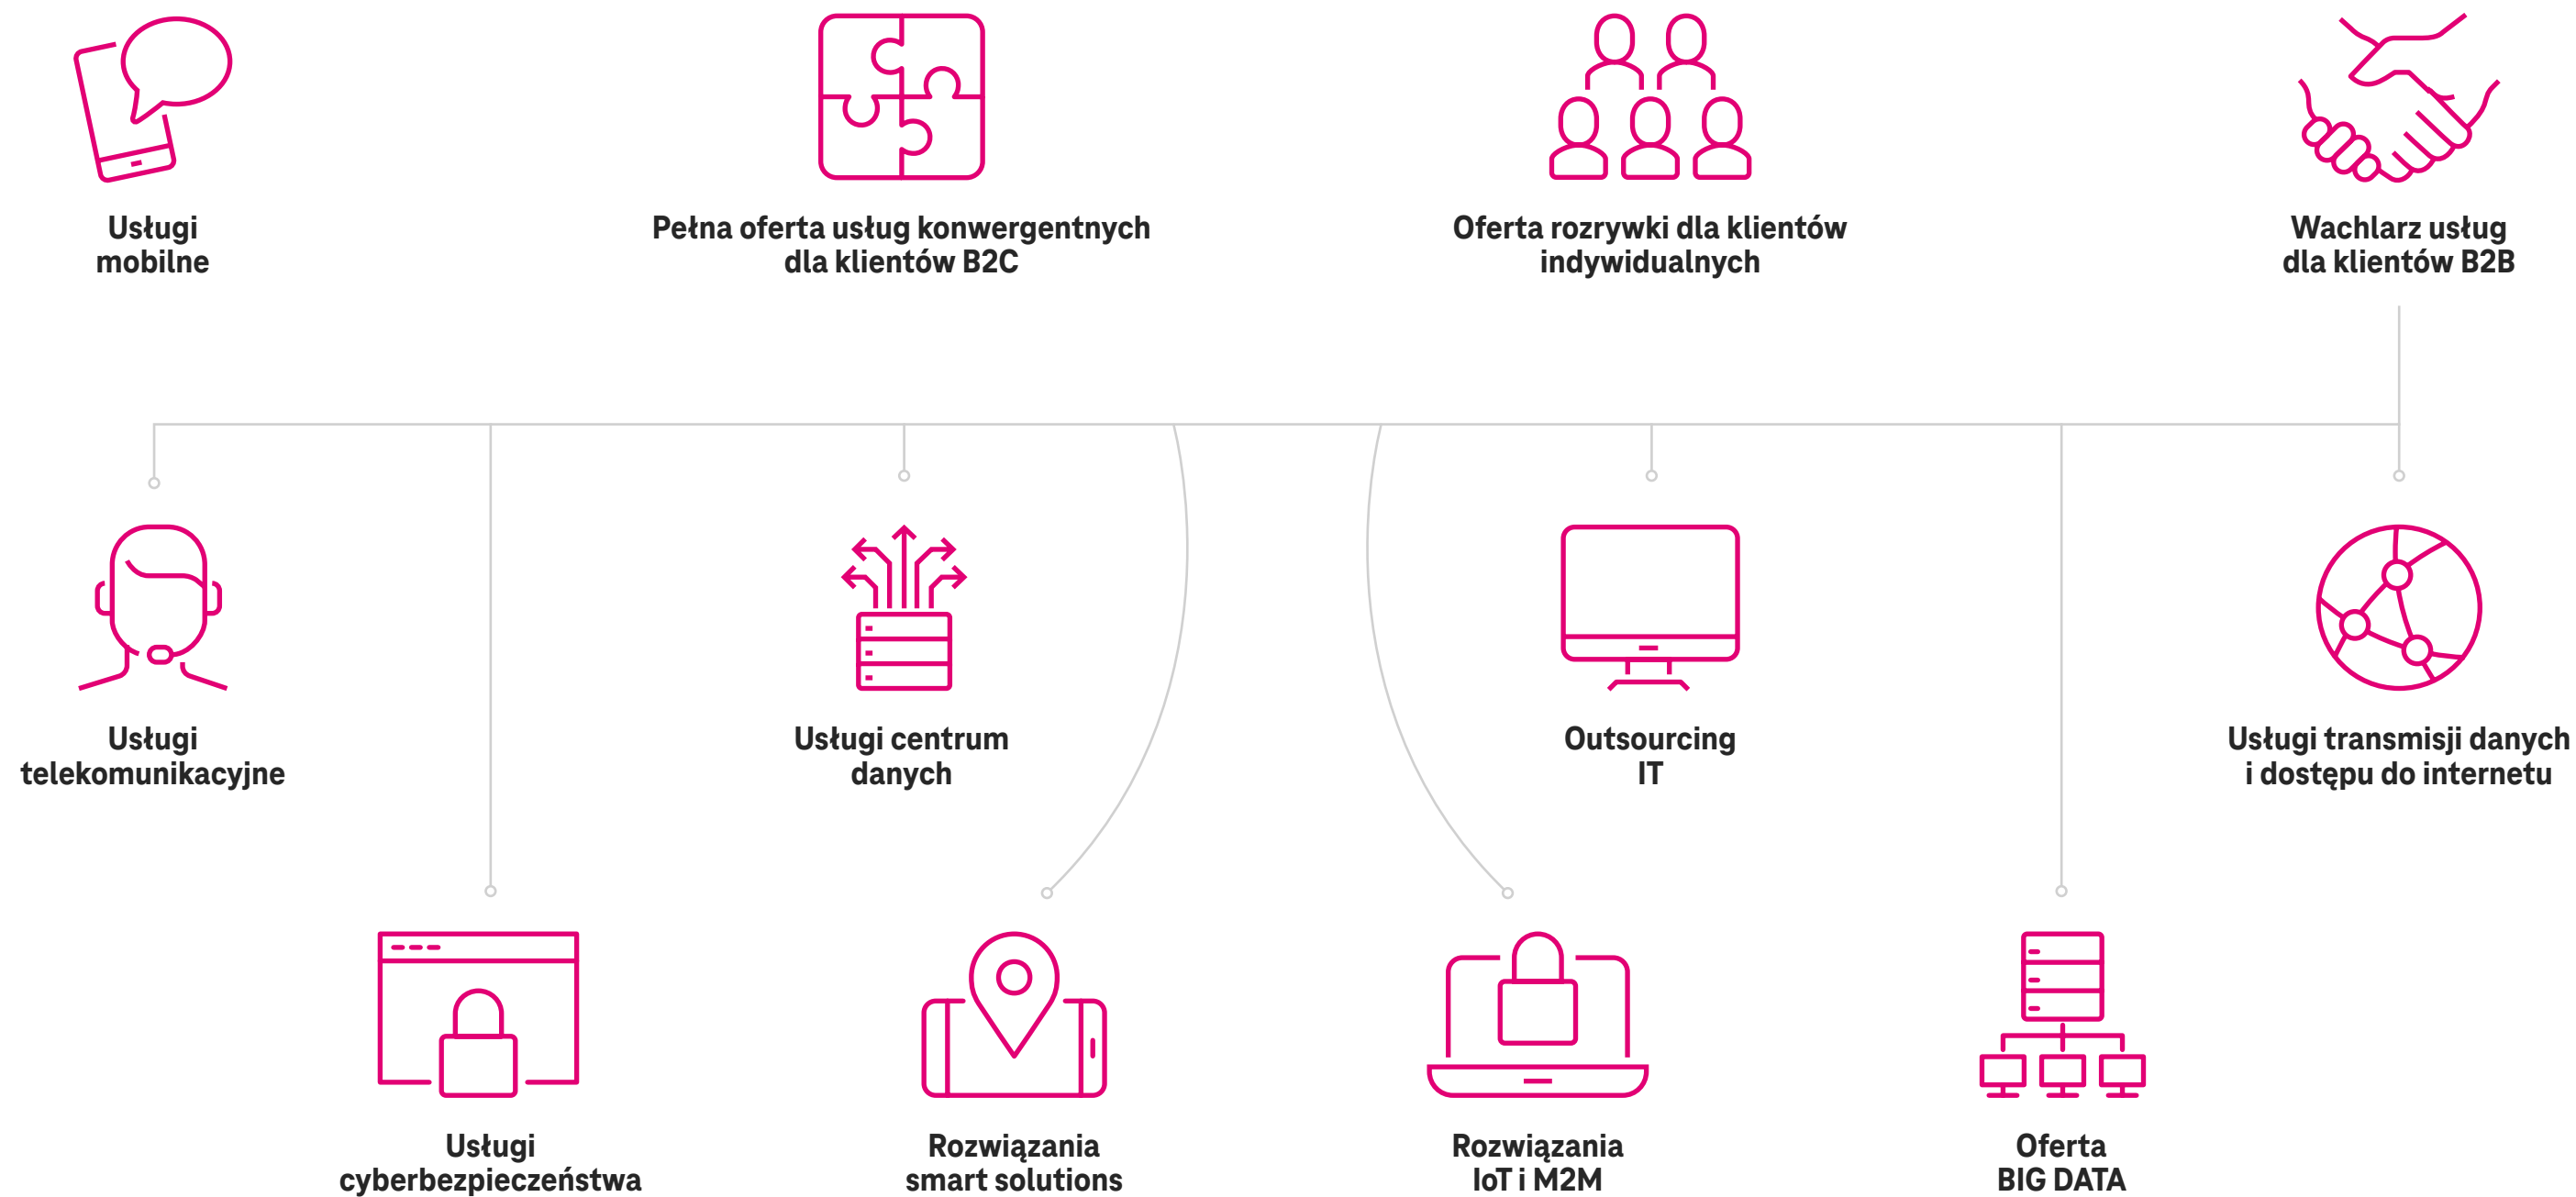 Usługi
mobilne
Pełna oferta usług konwergentnych
dla klientów B2C
Oferta rozrywki dla klientów
indywidualnych
Wachlarz usług
dla klientów B2B
Usługi
telekomunikacyjne
Usługi centrum
danych
Outsourcing
IT
Usługi transmisji danych
i dostępu do internetu
Usługi
cyberbezpieczeństwa
Rozwiązania
smart solutions
Rozwiązania
IoT i M2M
Oferta
BIG DATA